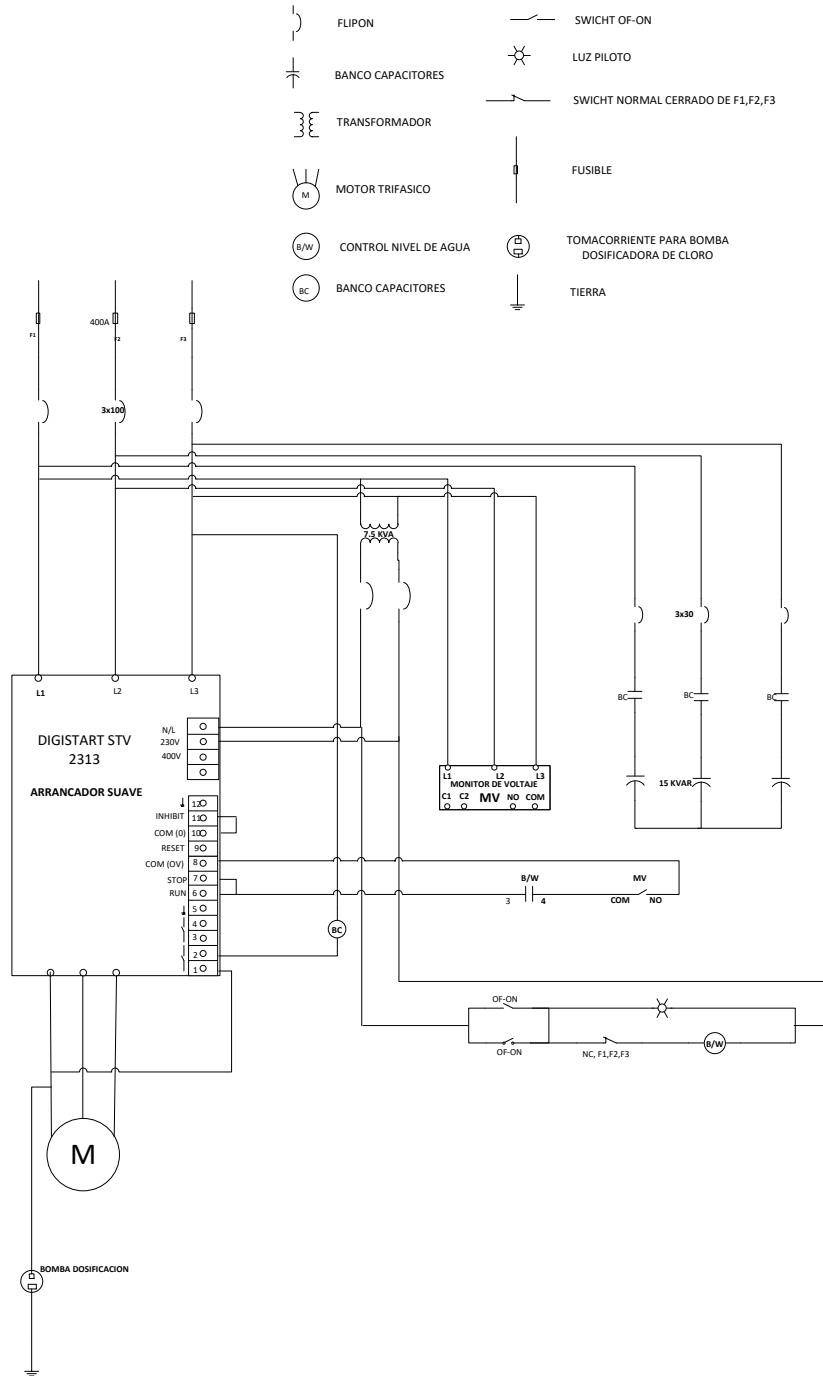 FLIPON
SWICHT OF-ON
LUZ PILOTO
BANCO CAPACITORES
SWICHT NORMAL CERRADO DE F1,F2,F3
TRANSFORMADOR
FUSIBLE
M
MOTOR TRIFASICO
B/W
CONTROL NIVEL DE AGUA
TOMACORRIENTE PARA BOMBA
DOSIFICADORA DE CLORO
BC
BANCO CAPACITORES
TIERRA
400A
F1
F2
F3
3x100
7.5 KVA
3x30
L1
L2
L3
BC
BC
BC
DIGISTART STV
2313
N/L
230V
400V
ARRANCADOR SUAVE
L1
L2
L3
MONITOR DE VOLTAJE
C1
C2
MV
NO
COM
15 KVAR
12
INHIBIT
11
COM (0)
10
RESET
9
COM (OV)
8
STOP
7
RUN
6
5
4
3
2
1
B/W
MV
3
4
COM
NO
BC
OF-ON
OF-ON
NC, F1,F2,F3
B/W
M
BOMBA DOSIFICACION